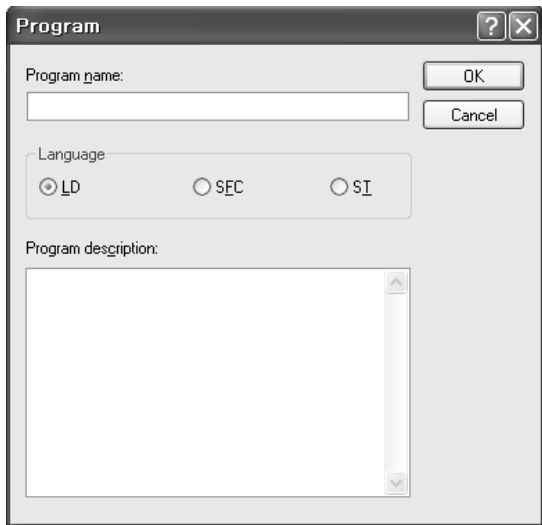 Program
Program name:
OK
Cancel
Language
LD
SFC
ST
Program description: